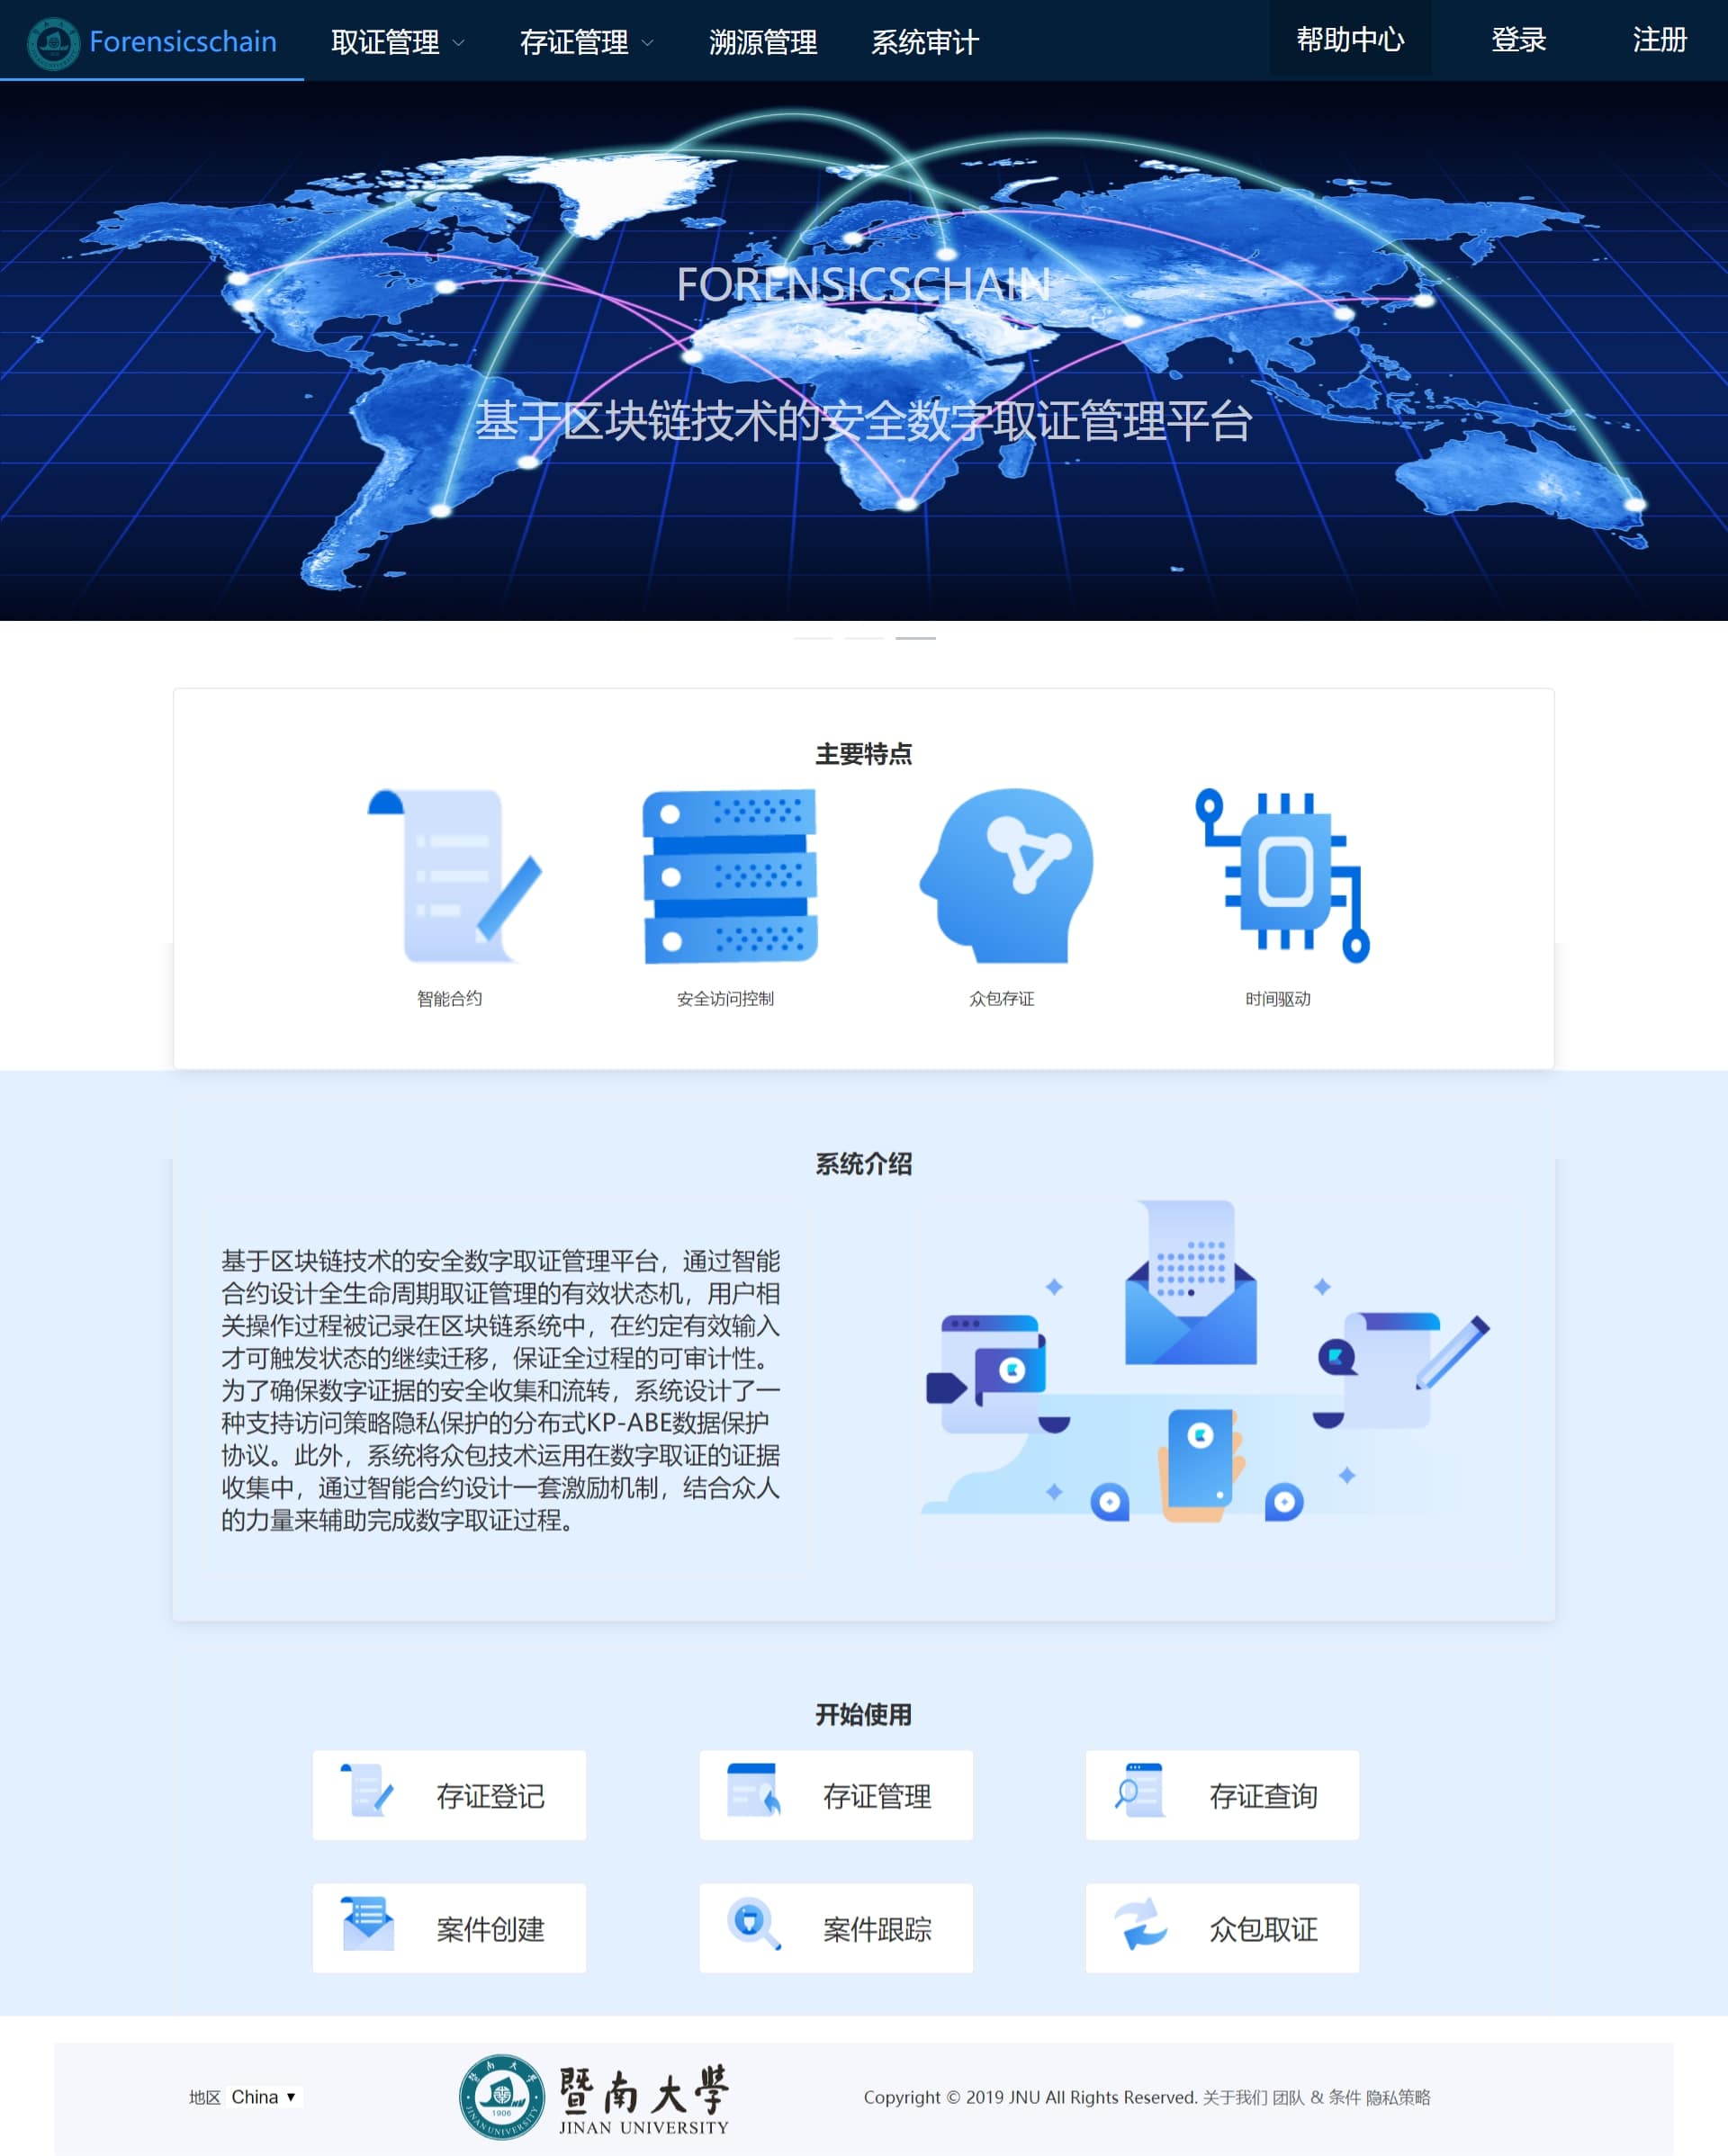 Forensicschain 取证管理 存证管理 溯源管理 系统审计 帮助中心 登录 注册
FORENSICSCHAIN
基于区块链技术的安全数字取证管理平台
主要特点
智能合约 安全访问控制 众包存证 时间驱动
系统介绍
基于区块链技术的安全数字取证管理平台，通过智能
合约设计全生命周期取证管理的有效状态机，用户相
关操作过程被记录在区块链系统中，在约定有效输入
才可触发状态的继续迁移，保证全过程的可审计性。
为了确保数字证据的安全收集和流转，系统设计了一
种支持访问策略隐私保护的分布式KP-ABE数据保护
协议。此外，系统将众包技术运用在数字取证的证据
收集中，通过智能合约设计一套激励机制，结合众人
的力量来辅助完成数字取证过程。
开始使用
存证登记 存证管理 存证查询
案件创建 案件跟踪 众包取证
地区 China
暨南大學
JINAN UNIVERSITY
暨南大學
1906
JINAN UNIVERSITY
Copyright © 2019 JNU All Rights Reserved. 关于我们 团队 & 条件 隐私策略